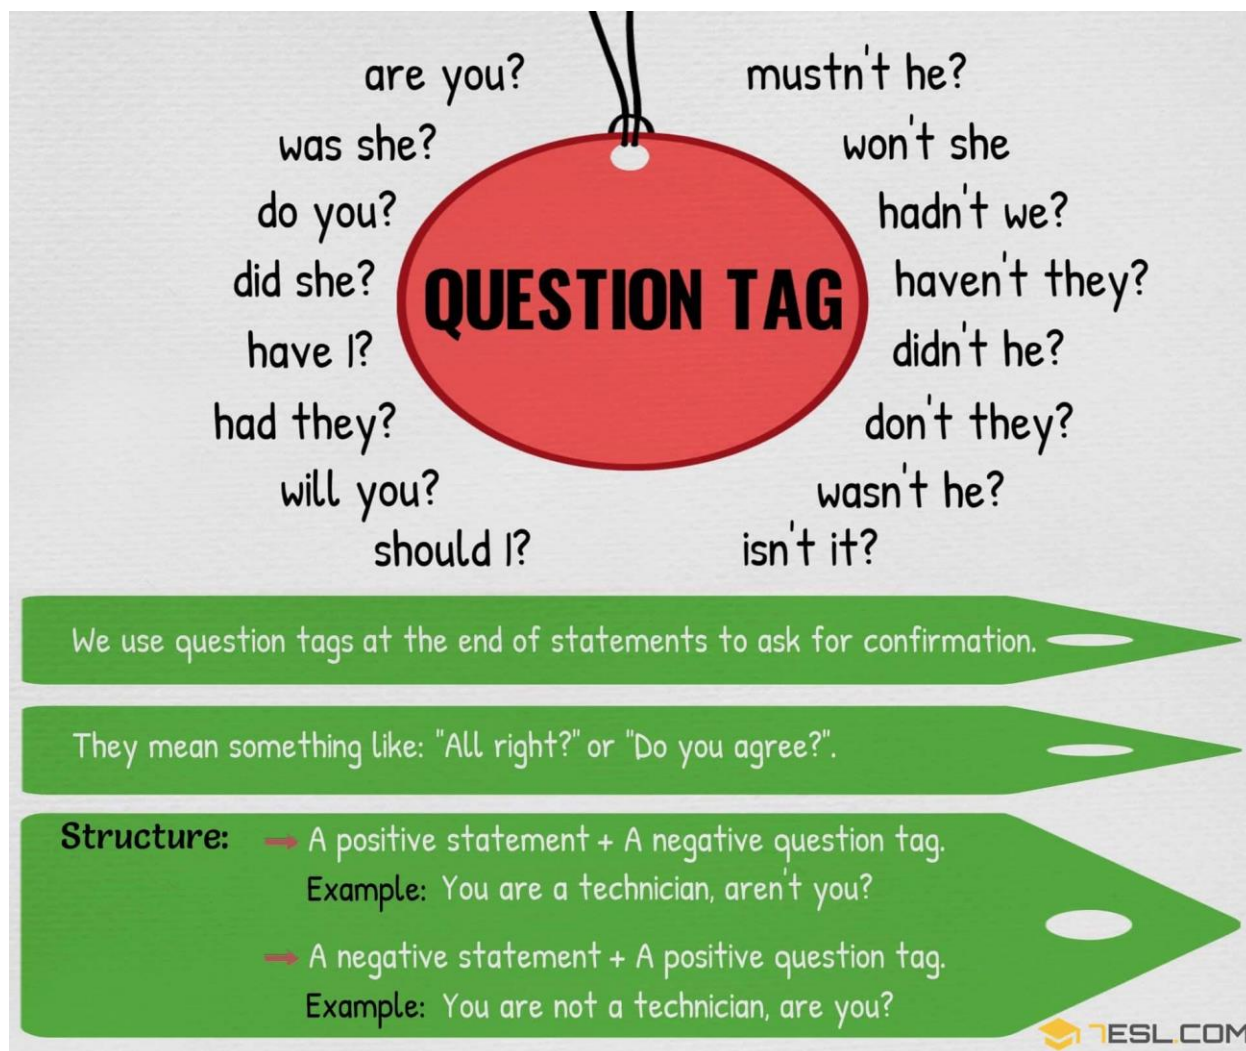 are you?
was she?
do you?
did she?
have I?
had they?
will you?
should I?
QUESTION TAG
mustn't he?
won't she
hadn't we?
haven't they?
didn't he?
don't they?
wasn't he?
isn't it?
We use question tags at the end of statements to ask for confirmation.
They mean something like: "All right?" or "Do you agree?".
Structure: → A positive statement + A negative question tag.
Example: You are a technician, aren't you?
→ A negative statement + A positive question tag.
Example: You are not a technician, are you?
7ESL.COM